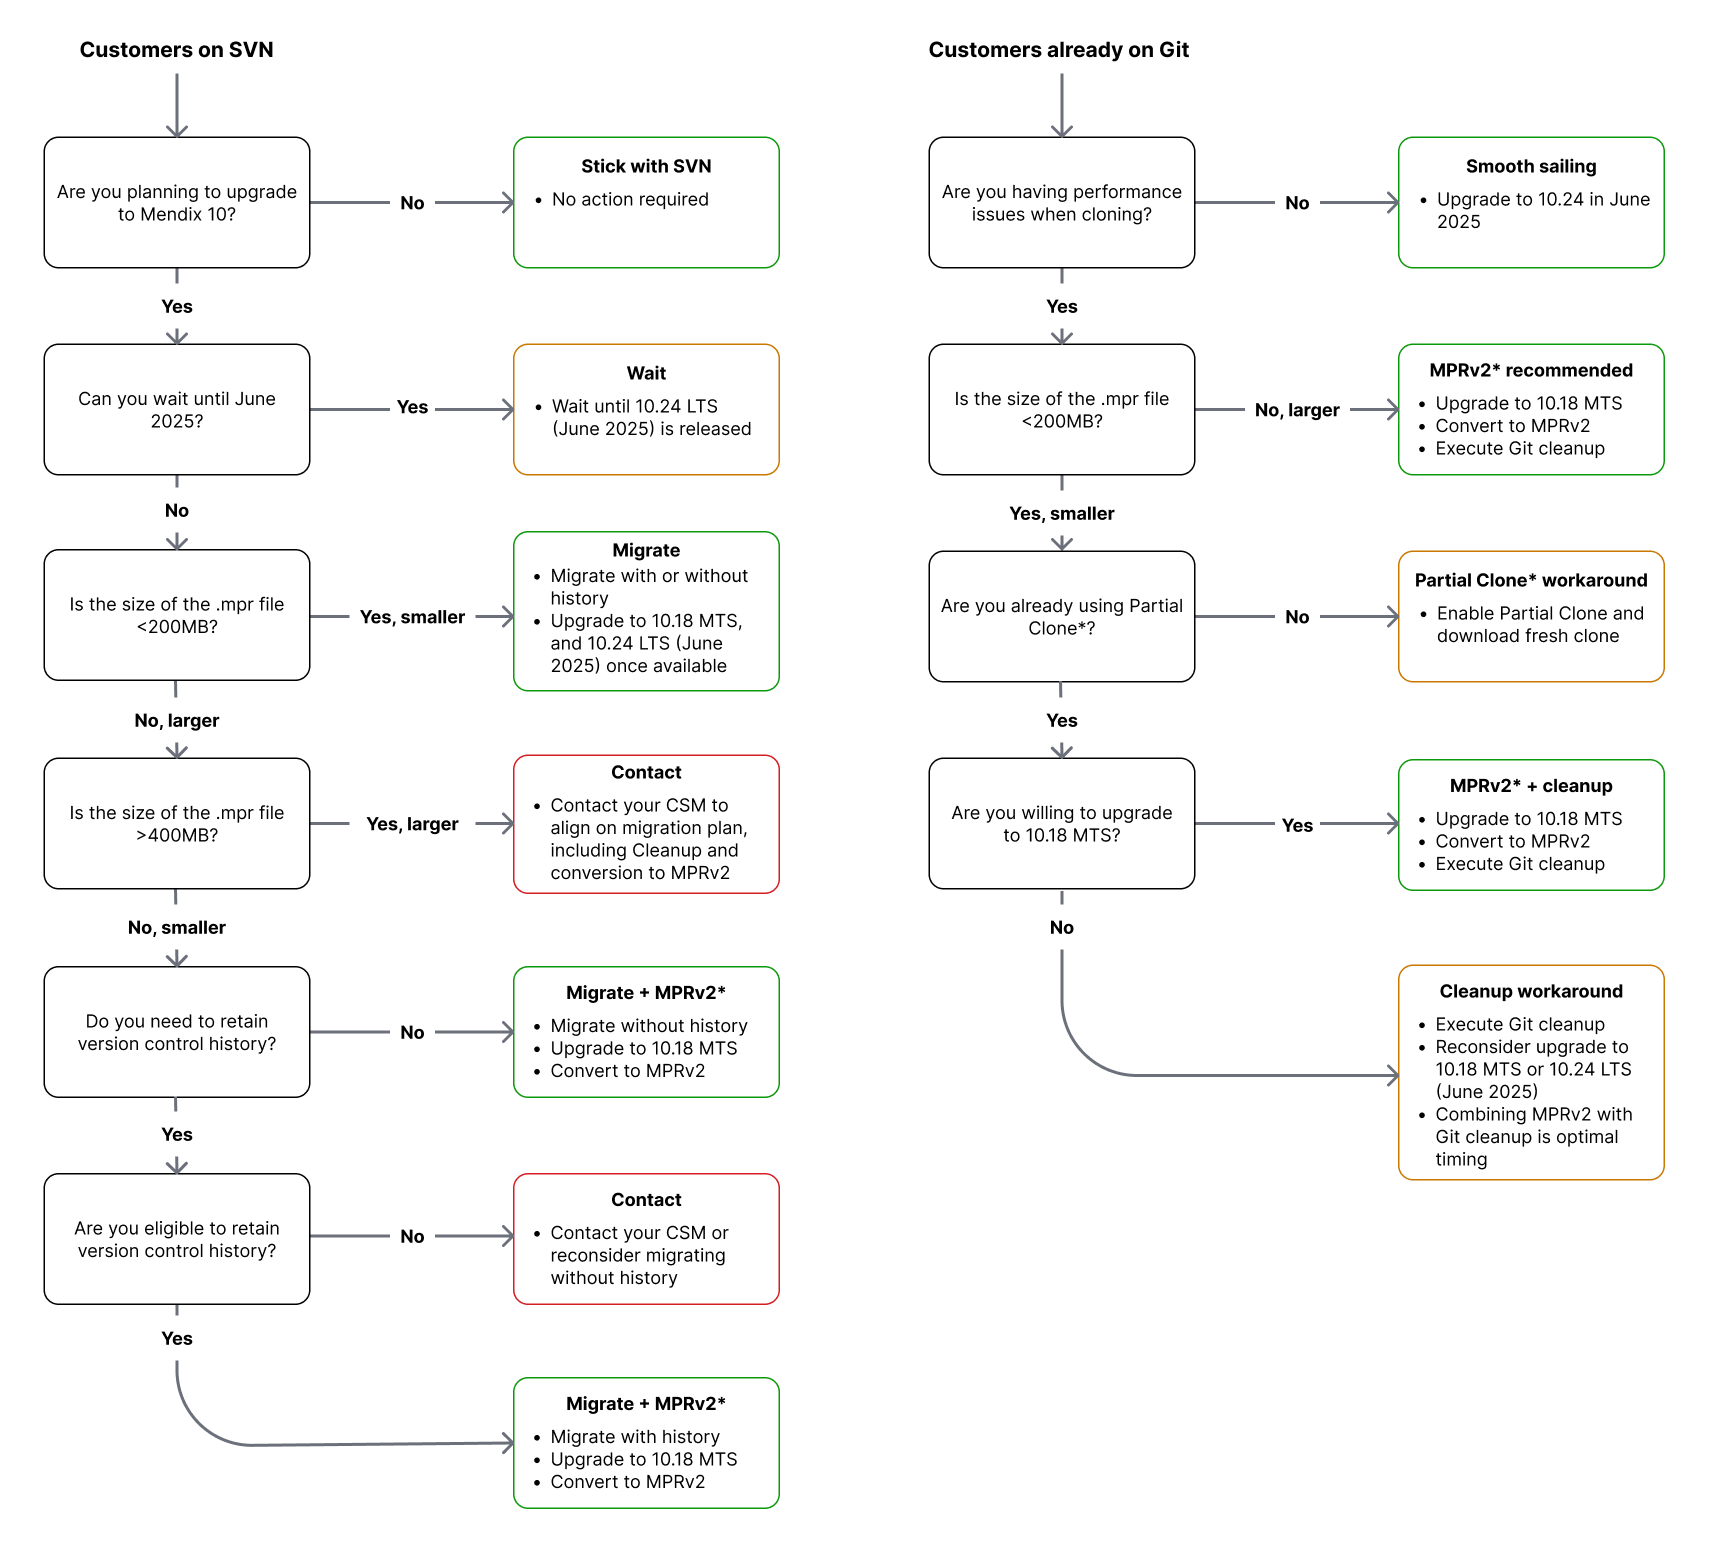 Customers on SVN
Are you planning to upgrade
to Mendix 10?
No
Stick with SVN
• No action required
Yes
Can you wait until June
2025?
Yes
Wait
• Wait until 10.24 LTS
(June 2025) is released
No
Is the size of the .mpr file
<200MB?
Yes, smaller
Migrate
• Migrate with or without
history
• Upgrade to 10.18 MTS,
and 10.24 LTS (June
2025) once available
No, larger
Is the size of the .mpr file
>400MB?
Yes, larger
Contact
• Contact your CSM to
align on migration plan,
including Cleanup and
conversion to MPRv2
No, smaller
Do you need to retain
version control history?
No
Migrate + MPRv2*
• Migrate without history
• Upgrade to 10.18 MTS
• Convert to MPRv2
Yes
Are you eligible to retain
version control history?
No
Contact
• Contact your CSM or
reconsider migrating
without history
Yes
Migrate + MPRv2*
• Migrate with history
• Upgrade to 10.18 MTS
• Convert to MPRv2
Customers already on Git
Are you having performance
issues when cloning?
No
Smooth sailing
• Upgrade to 10.24 in June
2025
Yes
Is the size of the .mpr file
<200MB?
No, larger
MPRv2* recommended
• Upgrade to 10.18 MTS
• Convert to MPRv2
• Execute Git cleanup
Yes, smaller
Are you already using Partial
Clone*?
No
Partial Clone* workaround
• Enable Partial Clone and
download fresh clone
Yes
Are you willing to upgrade
to 10.18 MTS?
Yes
MPRv2* + cleanup
• Upgrade to 10.18 MTS
• Convert to MPRv2
• Execute Git cleanup
No
Cleanup workaround
• Execute Git cleanup
• Reconsider upgrade to
10.18 MTS or 10.24 LTS
(June 2025)
• Combining MPRv2 with
Git cleanup is optimal
timing